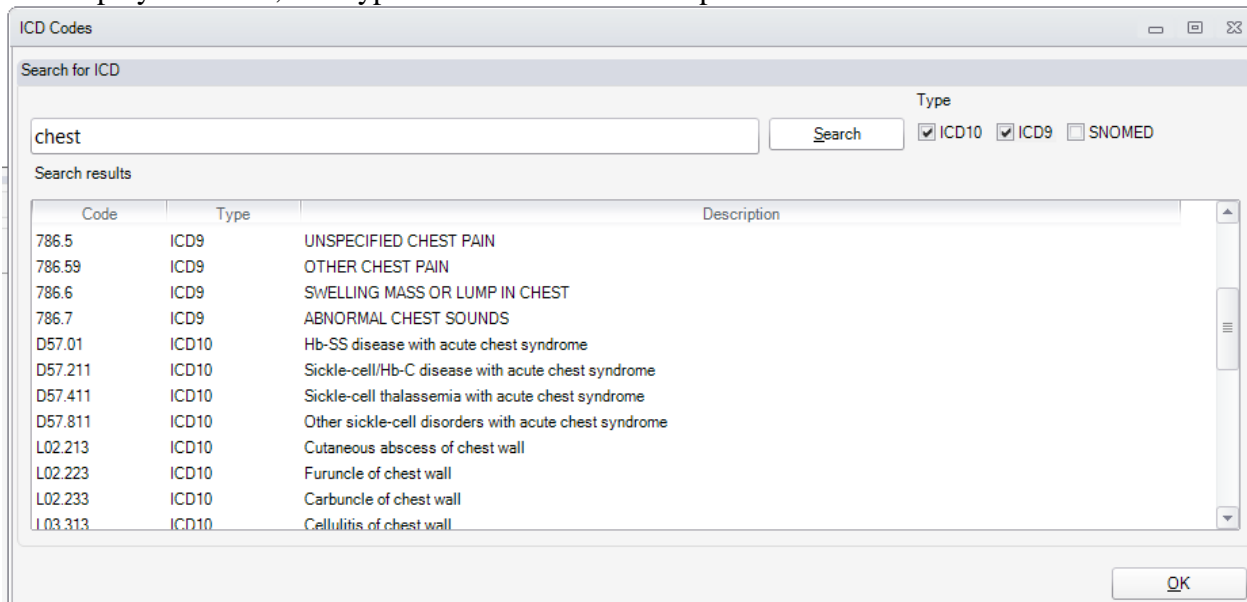 ICD Codes
Search for ICD
Type
chest Search ICD10 ICD9 SNOMED
Search results
Code Type Description
786.5 ICD9 UNSPECIFIED CHEST PAIN
786.59 ICD9 OTHER CHEST PAIN
786.6 ICD9 SWELLING MASS OR LUMP IN CHEST
786.7 ICD9 ABNORMAL CHEST SOUNDS
D57.01 ICD10 Hb-SS disease with acute chest syndrome
D57.211 ICD10 Sickle-cell/Hb-C disease with acute chest syndrome
D57.411 ICD10 Sickle-cell thalassemia with acute chest syndrome
D57.811 ICD10 Other sickle-cell disorders with acute chest syndrome
L02.213 ICD10 Cutaneous abscess of chest wall
L02.223 ICD10 Furuncle of chest wall
L02.233 ICD10 Carbuncle of chest wall
L03.313 ICD10 Cellulitis of chest wall
OK